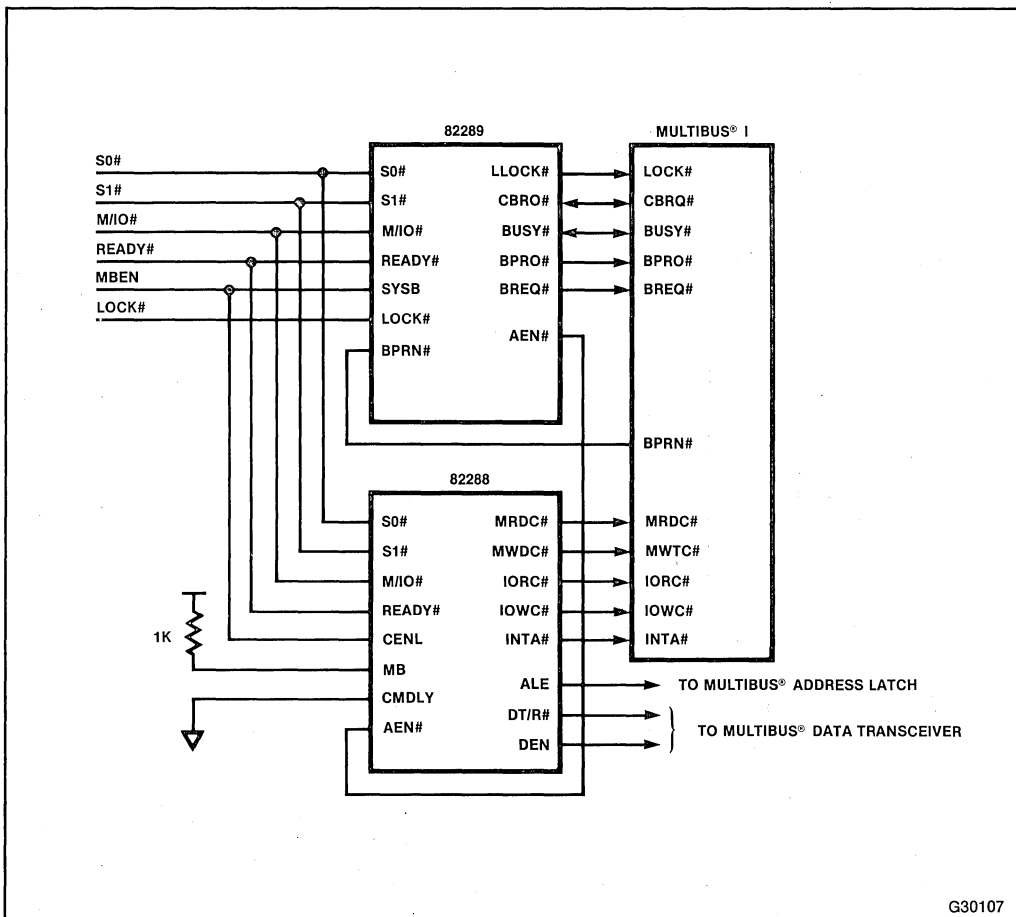 82289
MULTIBUS® I
S0#
S1#
M/IO#
READY#
MBEN
LOCK#
S0#
S1#
M/IO#
READY#
SYSB
LOCK#
BPRN#
LLOCK#
CBRO#
BUSY#
BPRO#
BREQ#
AEN#
LOCK#
CBRQ#
BUSY#
BPRO#
BREQ#
BPRN#
82288
S0#
S1#
M/IO#
READY#
CENL
MB
CMDLY
AEN#
MRDC#
MWDC#
IORC#
IOWC#
INTA#
ALE
DT/R#
DEN
MRDC#
MWTC#
IORC#
IOWC#
INTA#
1K
TO MULTIBUS® ADDRESS LATCH
TO MULTIBUS® DATA TRANSCEIVER
G30107